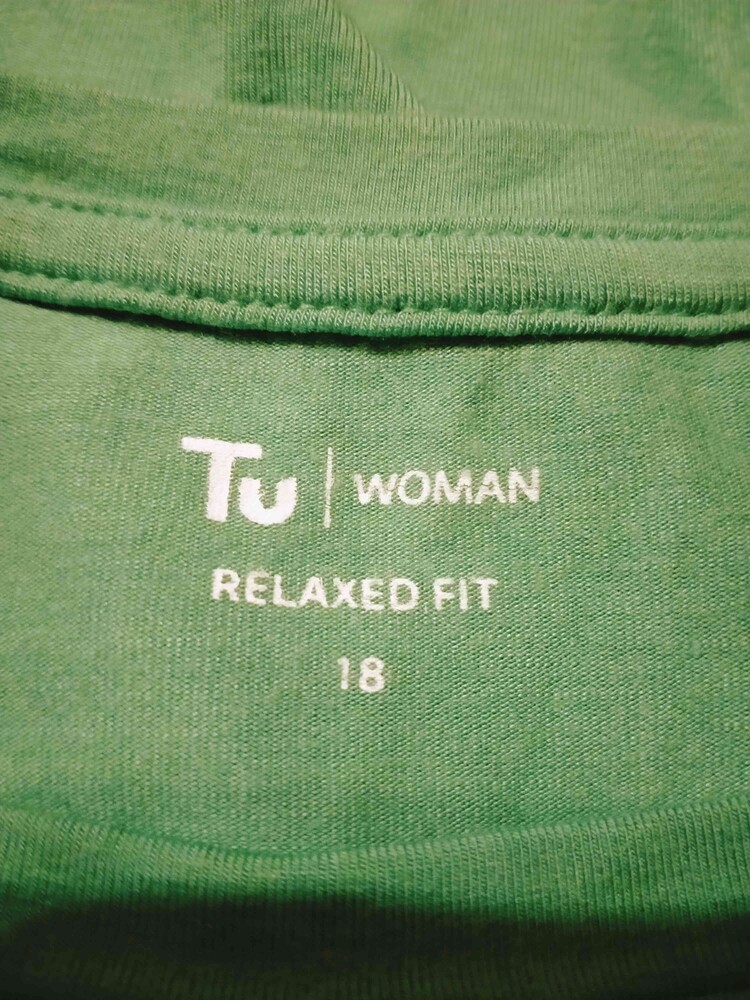 Tu | WOMAN
RELAXED FIT
18